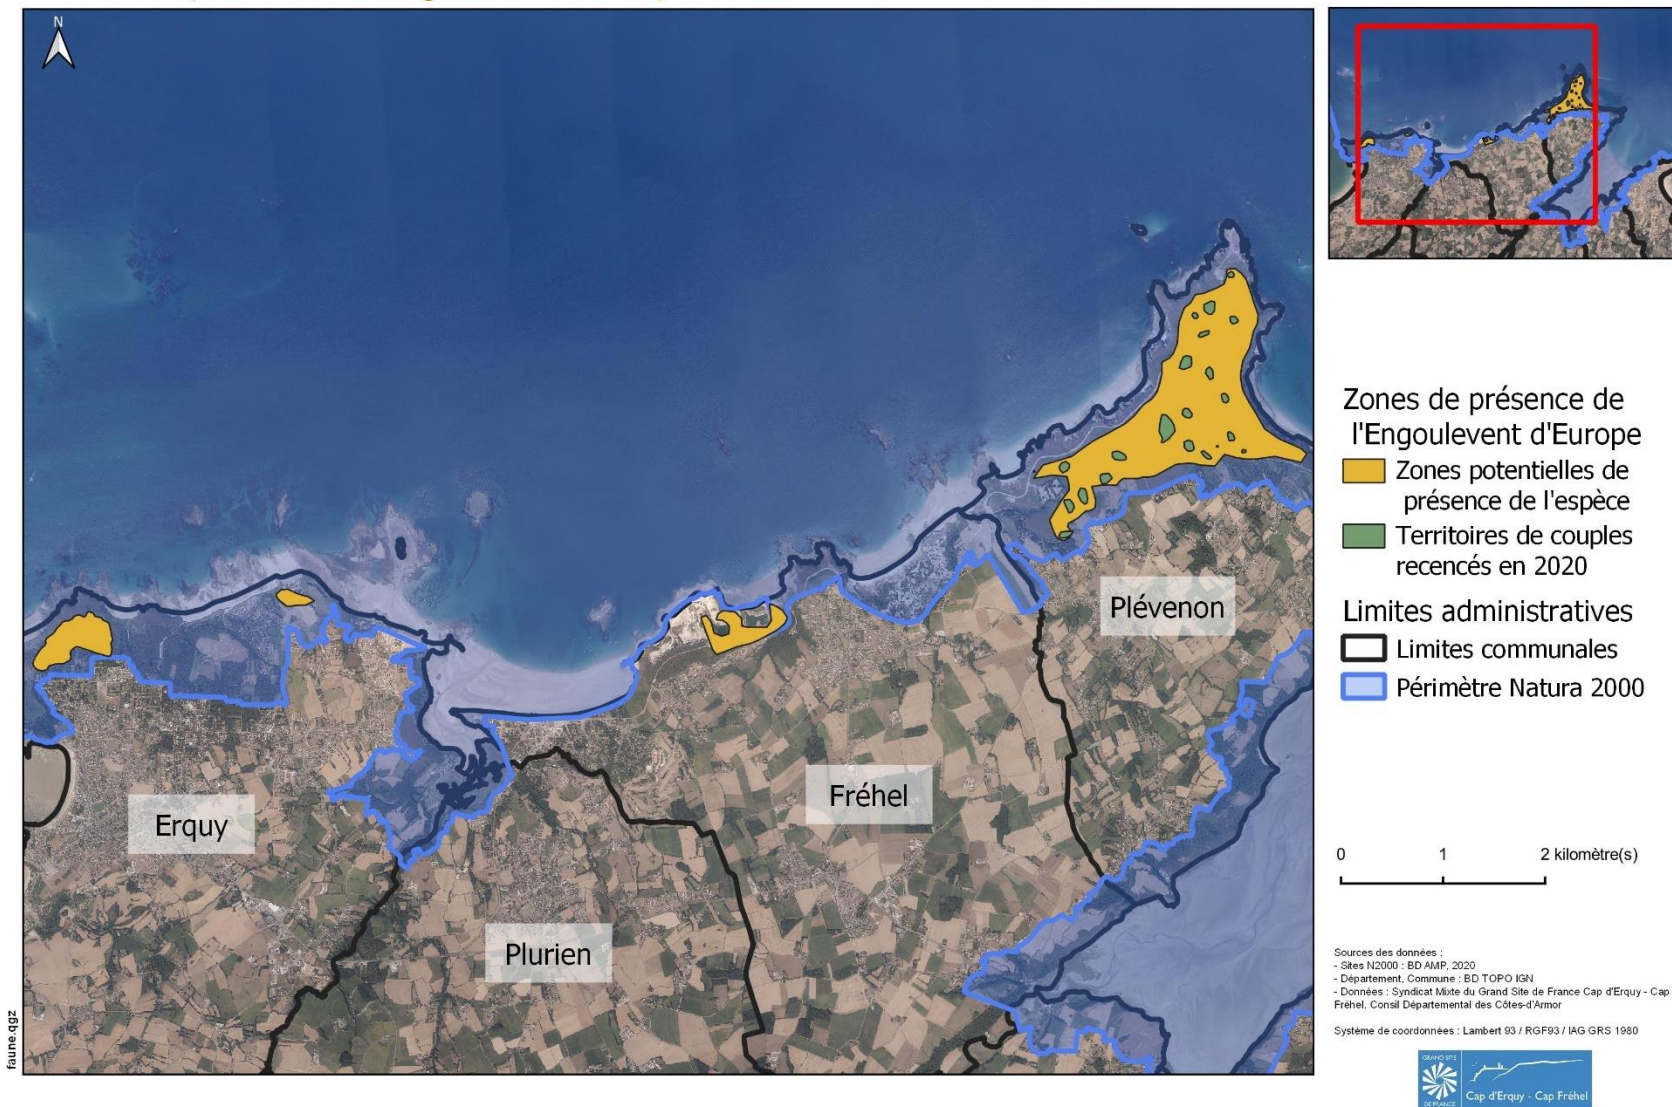 N
Erquy
Plurien
Fréhel
Plévenon
faune.qgz
Zones de présence de
l'Engoulevent d'Europe
Zones potentielles de
présence de l'espèce
Territoires de couples
recencés en 2020
Limites administratives
Limites communales
Périmètre Natura 2000
0 1 2 kilomètre(s)
Sources des données :
- Sites N2000 : BD AMP, 2020
- Département, Commune : BD TOPO IGN
- Données : Syndicat Mixte du Grand Site de France Cap d'Erquy - Cap
Fréhel, Consil Départemental des Côtes-d'Armor
Système de coordonnées : Lambert 93 / RGF93 / IAG GRS 1980
GRAND SITE
DE FRANCE
Cap d'Erquy - Cap Fréhel